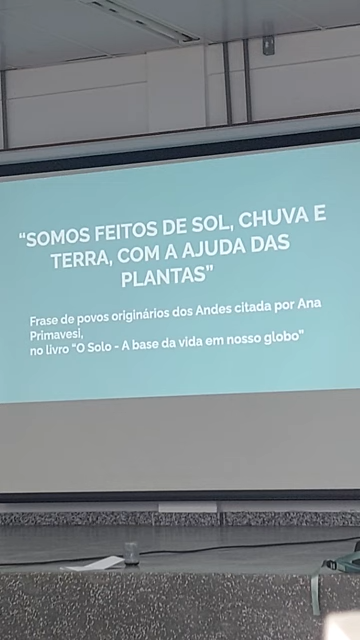 “SOMOS FEITOS DE SOL, CHUVA E
TERRA, COM A AJUDA DAS
PLANTAS”
Frase de povos originários dos Andes citada por Ana
Primavesi,
no livro “O Solo - A base da vida em nosso globo”